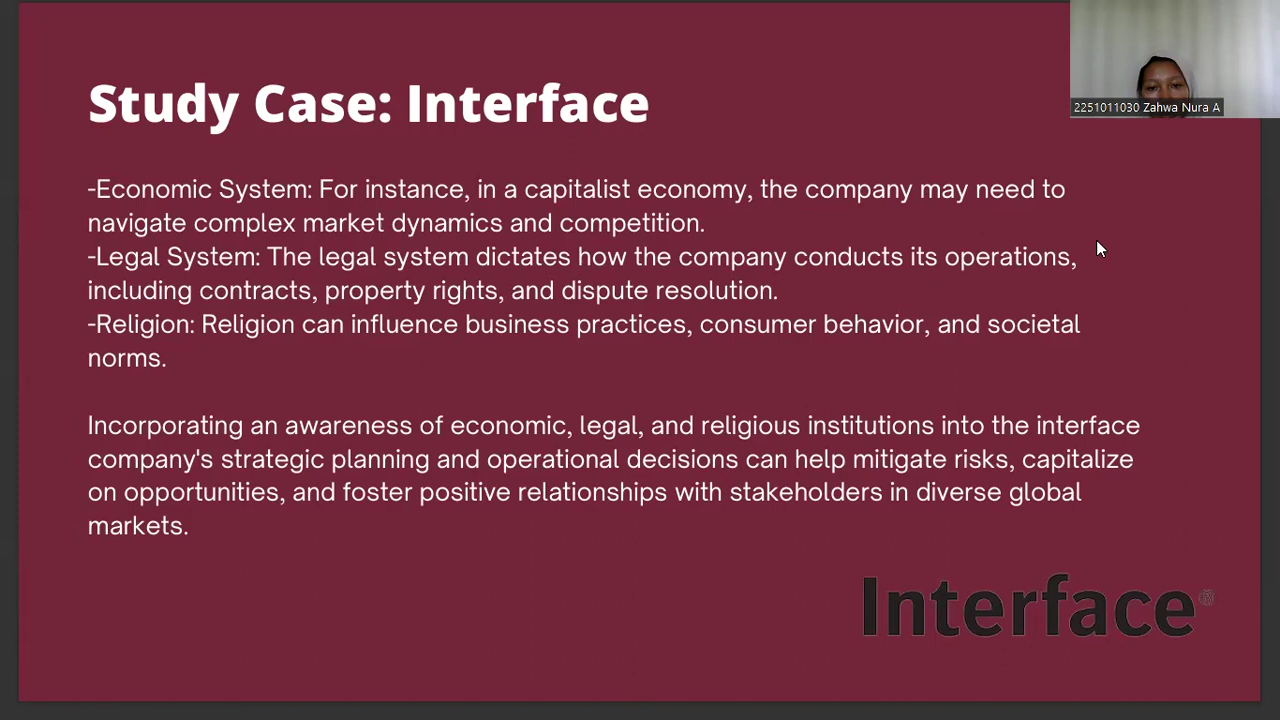 2251011030 Zahwa Nura A
Study Case: Interface
-Economic System: For instance, in a capitalist economy, the company may need to
navigate complex market dynamics and competition.
-Legal System: The legal system dictates how the company conducts its operations,
including contracts, property rights, and dispute resolution.
-Religion: Religion can influence business practices, consumer behavior, and societal
norms.
Incorporating an awareness of economic, legal, and religious institutions into the interface
company's strategic planning and operational decisions can help mitigate risks, capitalize
on opportunities, and foster positive relationships with stakeholders in diverse global
markets.
Interface®